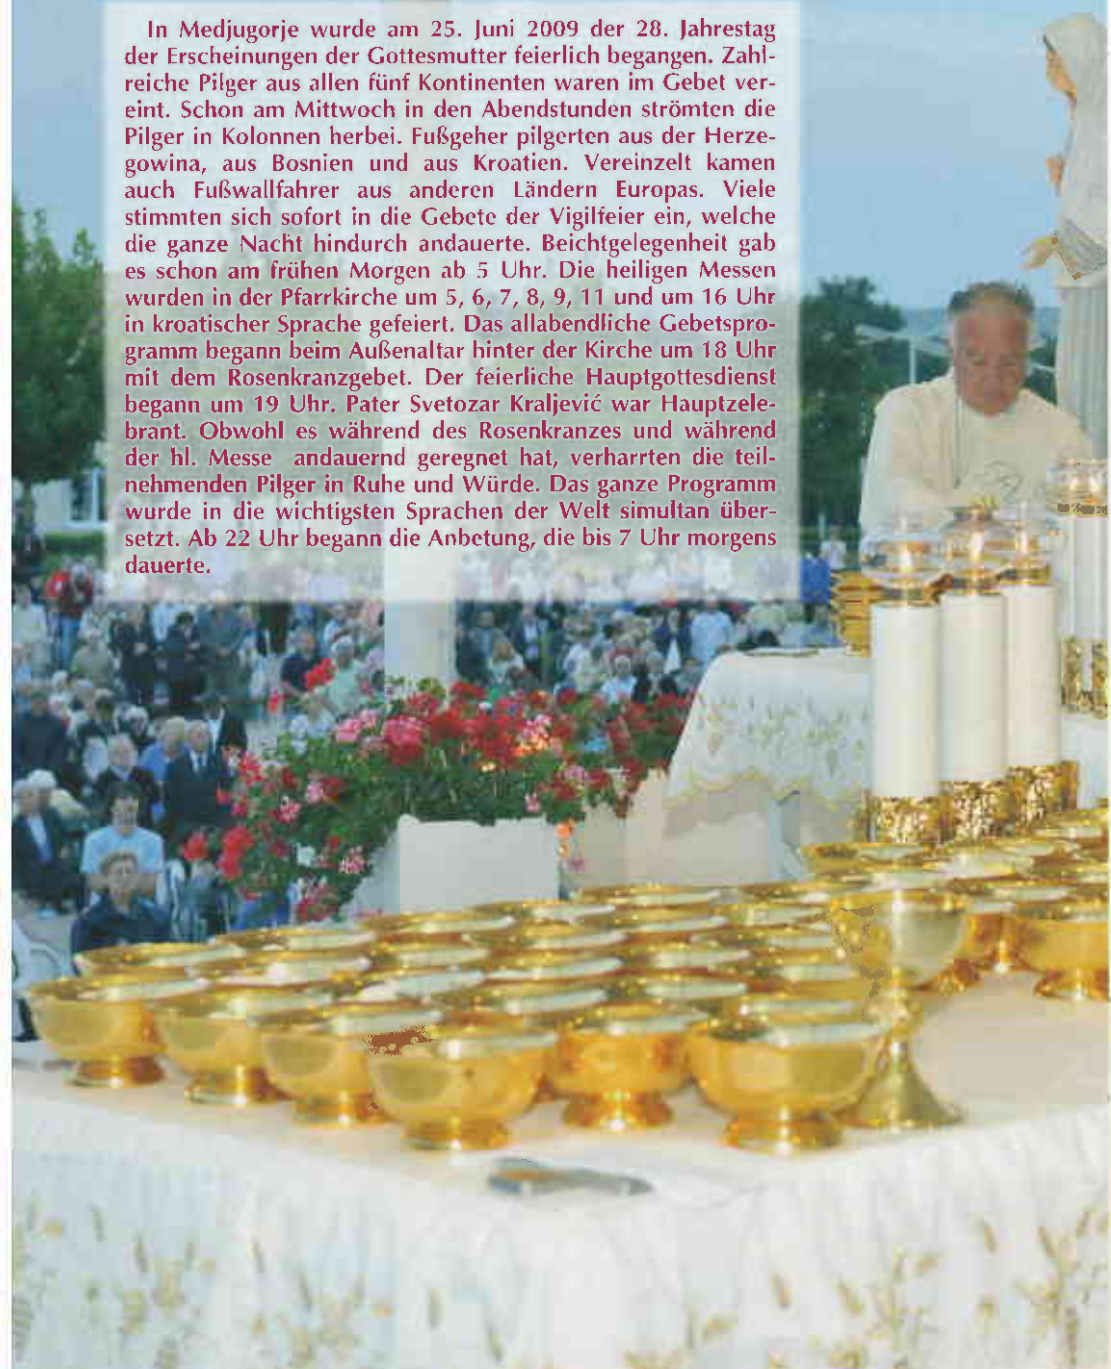 In Medjugorje wurde am 25. Juni 2009 der 28. Jahrestag
der Erscheinungen der Gottesmutter feierlich begangen. Zahl-
reiche Pilger aus allen fünf Kontinenten waren im Gebet ver-
eint. Schon am Mittwoch in den Abendstunden strömten die
Pilger in Kolonnen herbei. Fußgeher pilgerten aus der Herze-
gowina, aus Bosnien und aus Kroatien. Vereinzelt kamen
auch Fußwallfahrer aus anderen Ländern Europas. Viele
stimmten sich sofort in die Gebete der Vigilfeier ein, welche
die ganze Nacht hindurch andauerte. Beichtgelegenheit gab
es schon am frühen Morgen ab 5 Uhr. Die heiligen Messen
wurden in der Pfarrkirche um 5, 6, 7, 8, 9, 11 und um 16 Uhr
in kroatischer Sprache gefeiert. Das allabendliche Gebetspro-
gramm begann beim Außenaltar hinter der Kirche um 18 Uhr
mit dem Rosenkranzgebet. Der feierliche Hauptgottesdienst
begann um 19 Uhr. Pater Svetozar Kraljević war Hauptzele-
brant. Obwohl es während des Rosenkranzes und während
der hl. Messe andauernd geregnet hat, verharrten die teil-
nehmenden Pilger in Ruhe und Würde. Das ganze Programm
wurde in die wichtigsten Sprachen der Welt simultan über-
setzt. Ab 22 Uhr begann die Anbetung, die bis 7 Uhr morgens
dauerte.